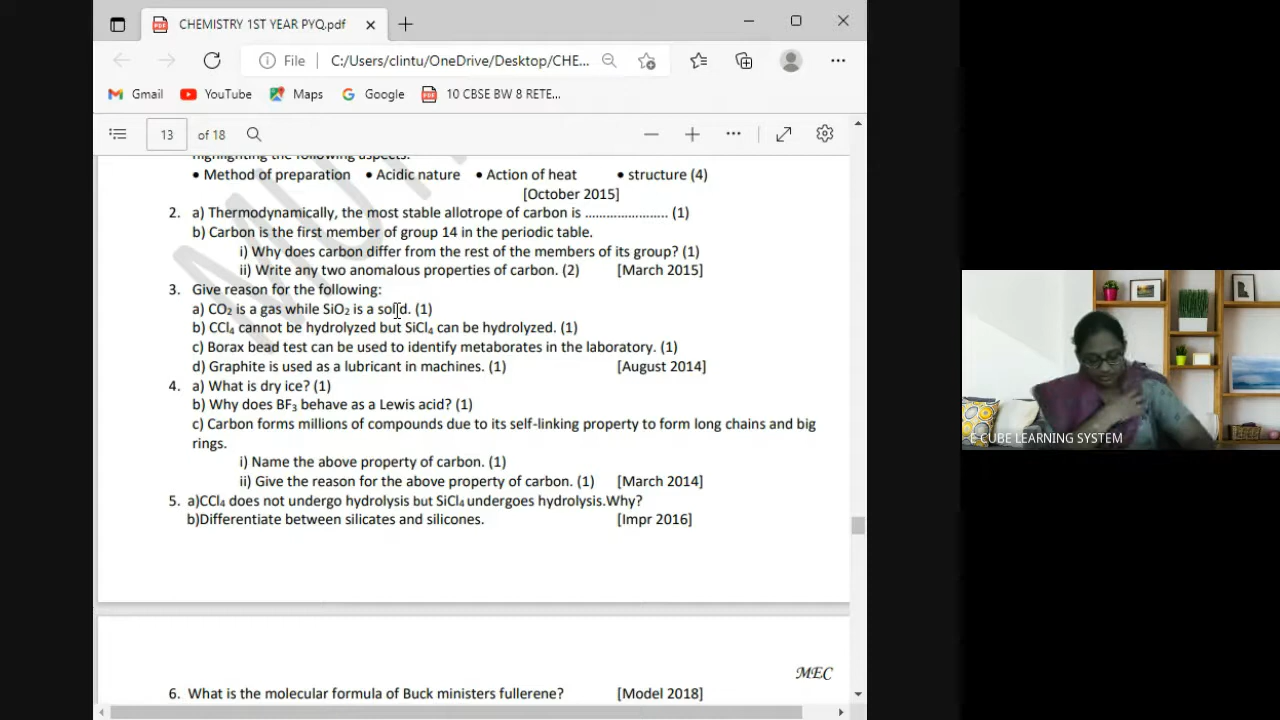 CHEMISTRY 1ST YEAR PYQ.pdf
File C:/Users/clintu/OneDrive/Desktop/CHE...
Gmail YouTube Maps Google 10 CBSE BW 8 RETE...
13 of 18
highlighting the following aspects:
• Method of preparation • Acidic nature • Action of heat • structure (4)
[October 2015]
2. a) Thermodynamically, the most stable allotrope of carbon is ....................... (1)
b) Carbon is the first member of group 14 in the periodic table.
i) Why does carbon differ from the rest of the members of its group? (1)
ii) Write any two anomalous properties of carbon. (2) [March 2015]
3. Give reason for the following:
a) CO₂ is a gas while SiO₂ is a solid. (1)
b) CCl₄ cannot be hydrolyzed but SiCl₄ can be hydrolyzed. (1)
c) Borax bead test can be used to identify metaborates in the laboratory. (1)
d) Graphite is used as a lubricant in machines. (1) [August 2014]
4. a) What is dry ice? (1)
b) Why does BF₃ behave as a Lewis acid? (1)
c) Carbon forms millions of compounds due to its self-linking property to form long chains and big
rings.
i) Name the above property of carbon. (1)
ii) Give the reason for the above property of carbon. (1) [March 2014]
5. a)CCl₄ does not undergo hydrolysis but SiCl₄ undergoes hydrolysis.Why?
b)Differentiate between silicates and silicones. [Impr 2016]
MEC
6. What is the molecular formula of Buck ministers fullerene? [Model 2018]
CUBE LEARNING SYSTEM